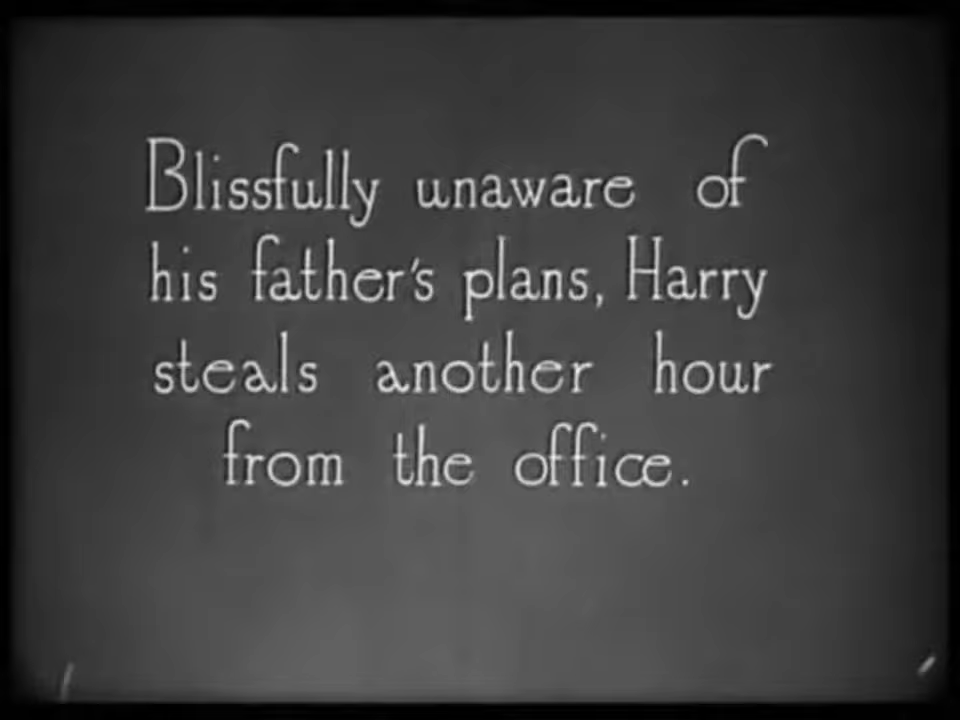 Blissfully unaware of
his father's plans, Harry
steals another hour
from the office.